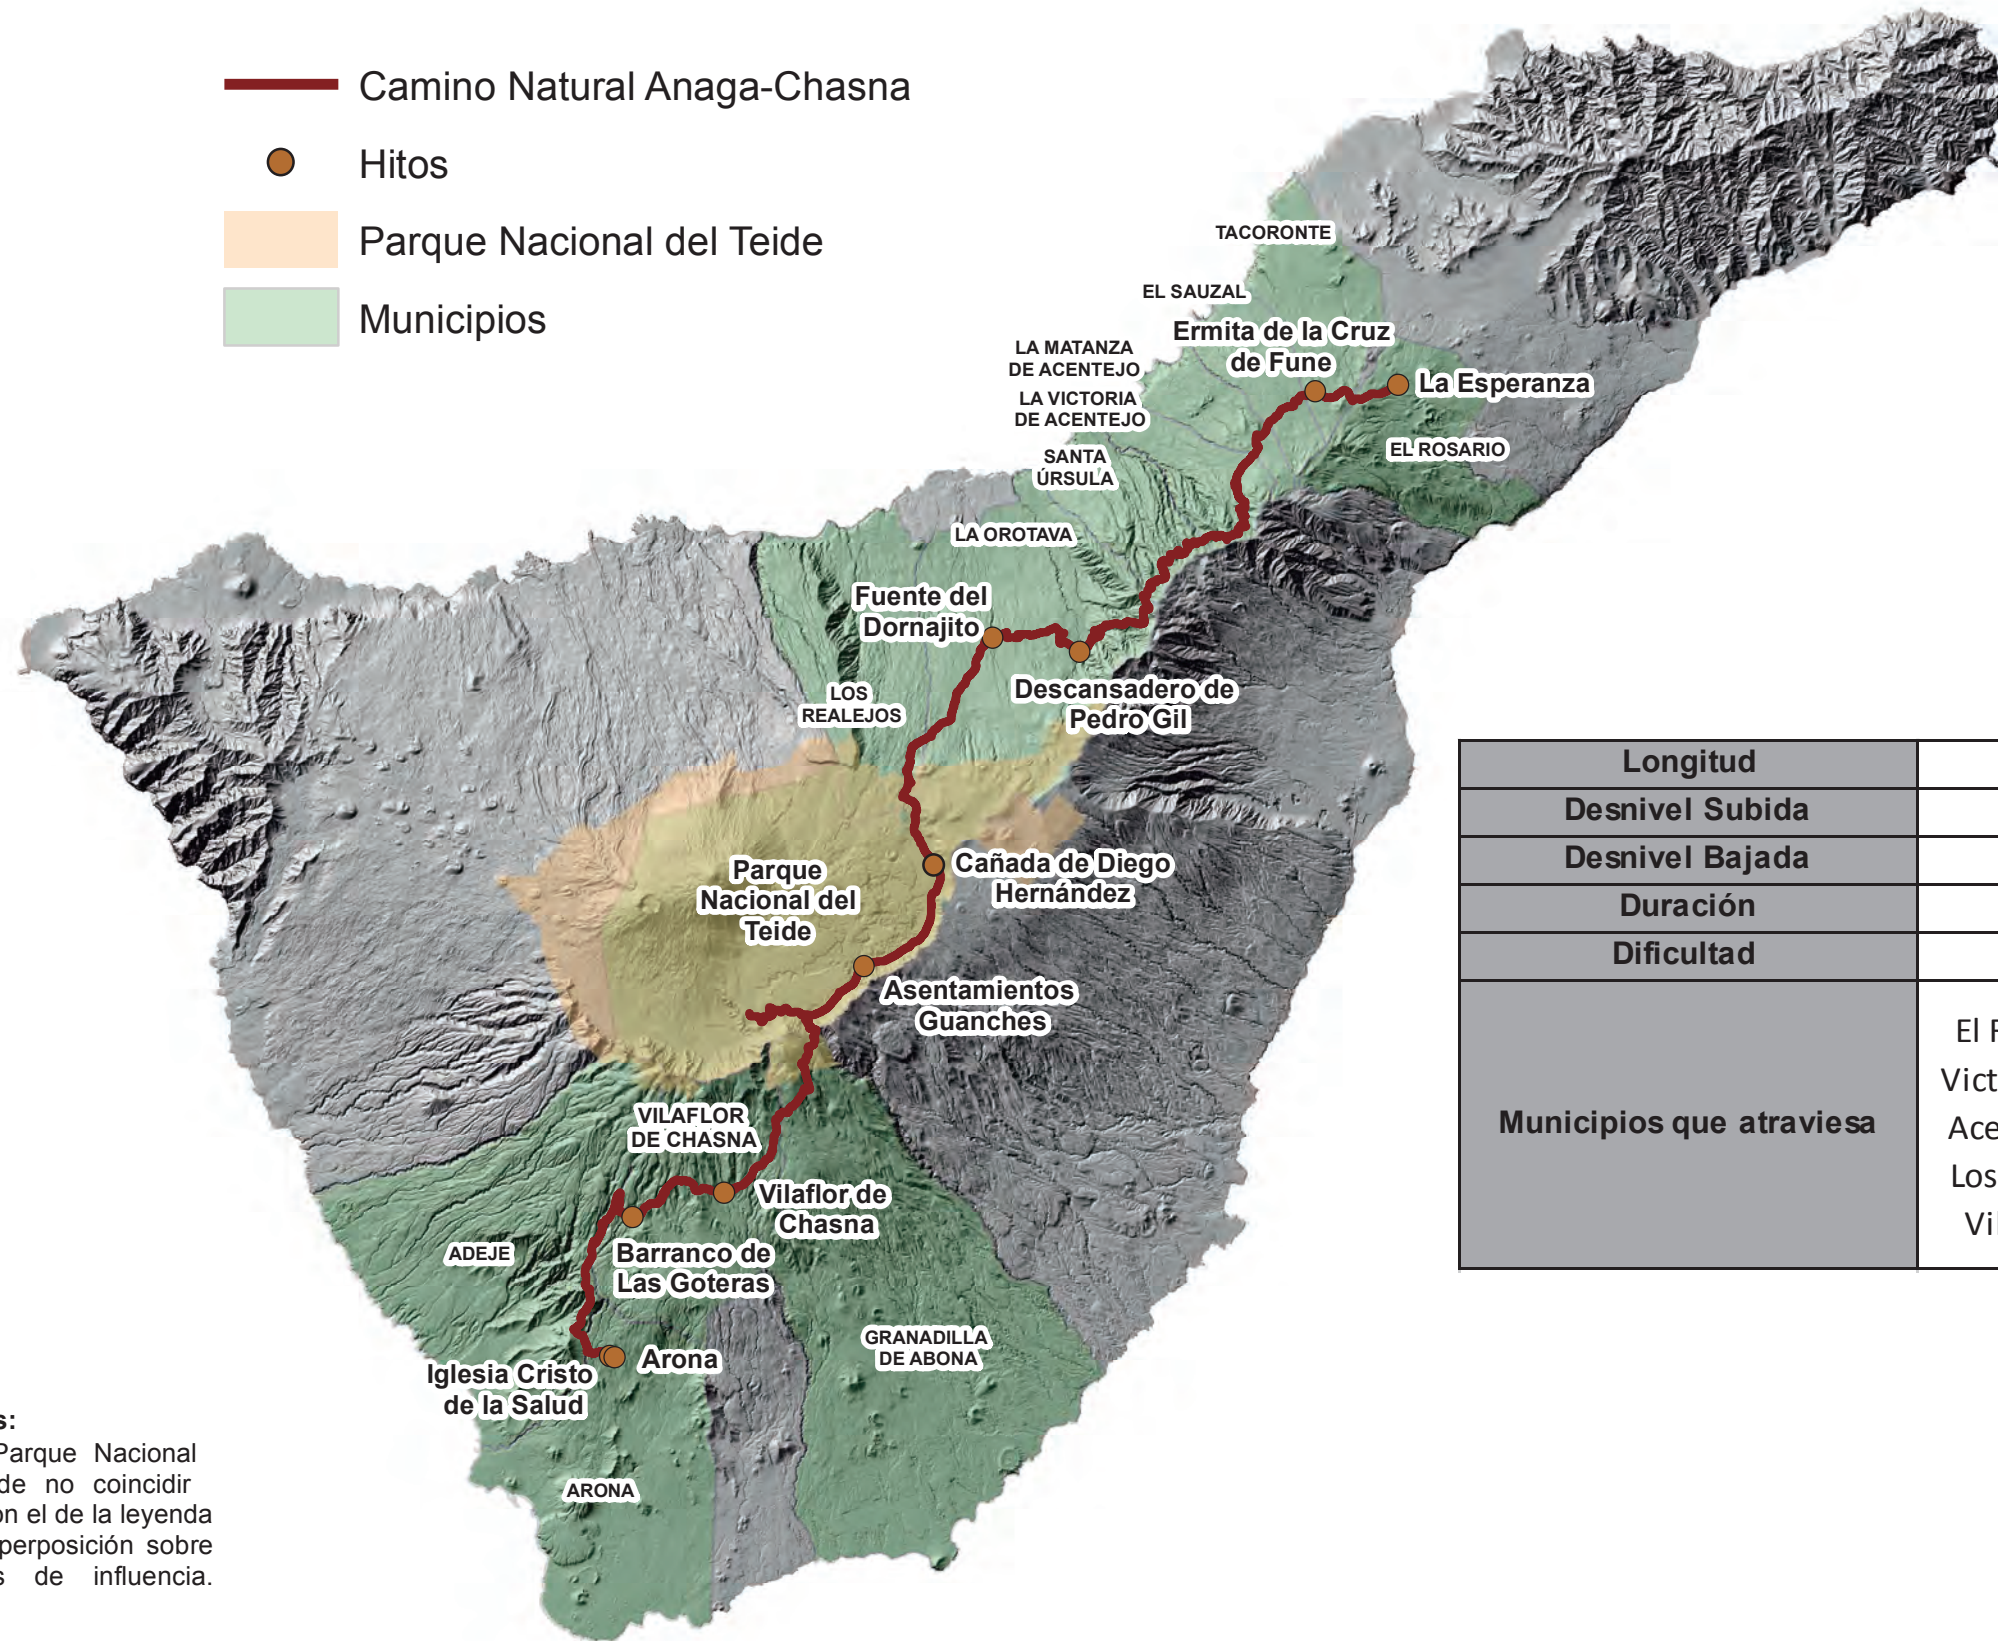 Camino Natural Anaga-Chasna
Hitos
Parque Nacional del Teide
Municipios
TACORONTE
EL SAUZAL
Ermita de la Cruz
de Fune
LA MATANZA
DE ACENTEJO
La Esperanza
LA VICTORIA
DE ACENTEJO
EL ROSARIO
SANTA
ÚRSULA
LA OROTAVA
Fuente del
Dornajito
LOS
REALEJOS
Descansadero de
Pedro Gil
Parque
Nacional del
Teide
Cañada de Diego
Hernández
Asentamientos
Guanches
VILAFLOR
DE CHASNA
Vilaflor de
Chasna
ADEJE
Barranco de
Las Goteras
GRANADILLA
DE ABONA
Arona
Iglesia Cristo
de la Salud
ARONA
Longitud
Desnivel Subida
Desnivel Bajada
Duración
Dificultad
Municipios que atraviesa
El
Vict
Ace
Los
Vil
s:
Parque Nacional
de no coincidir
on el de la leyenda
perposición sobre
s de influencia.